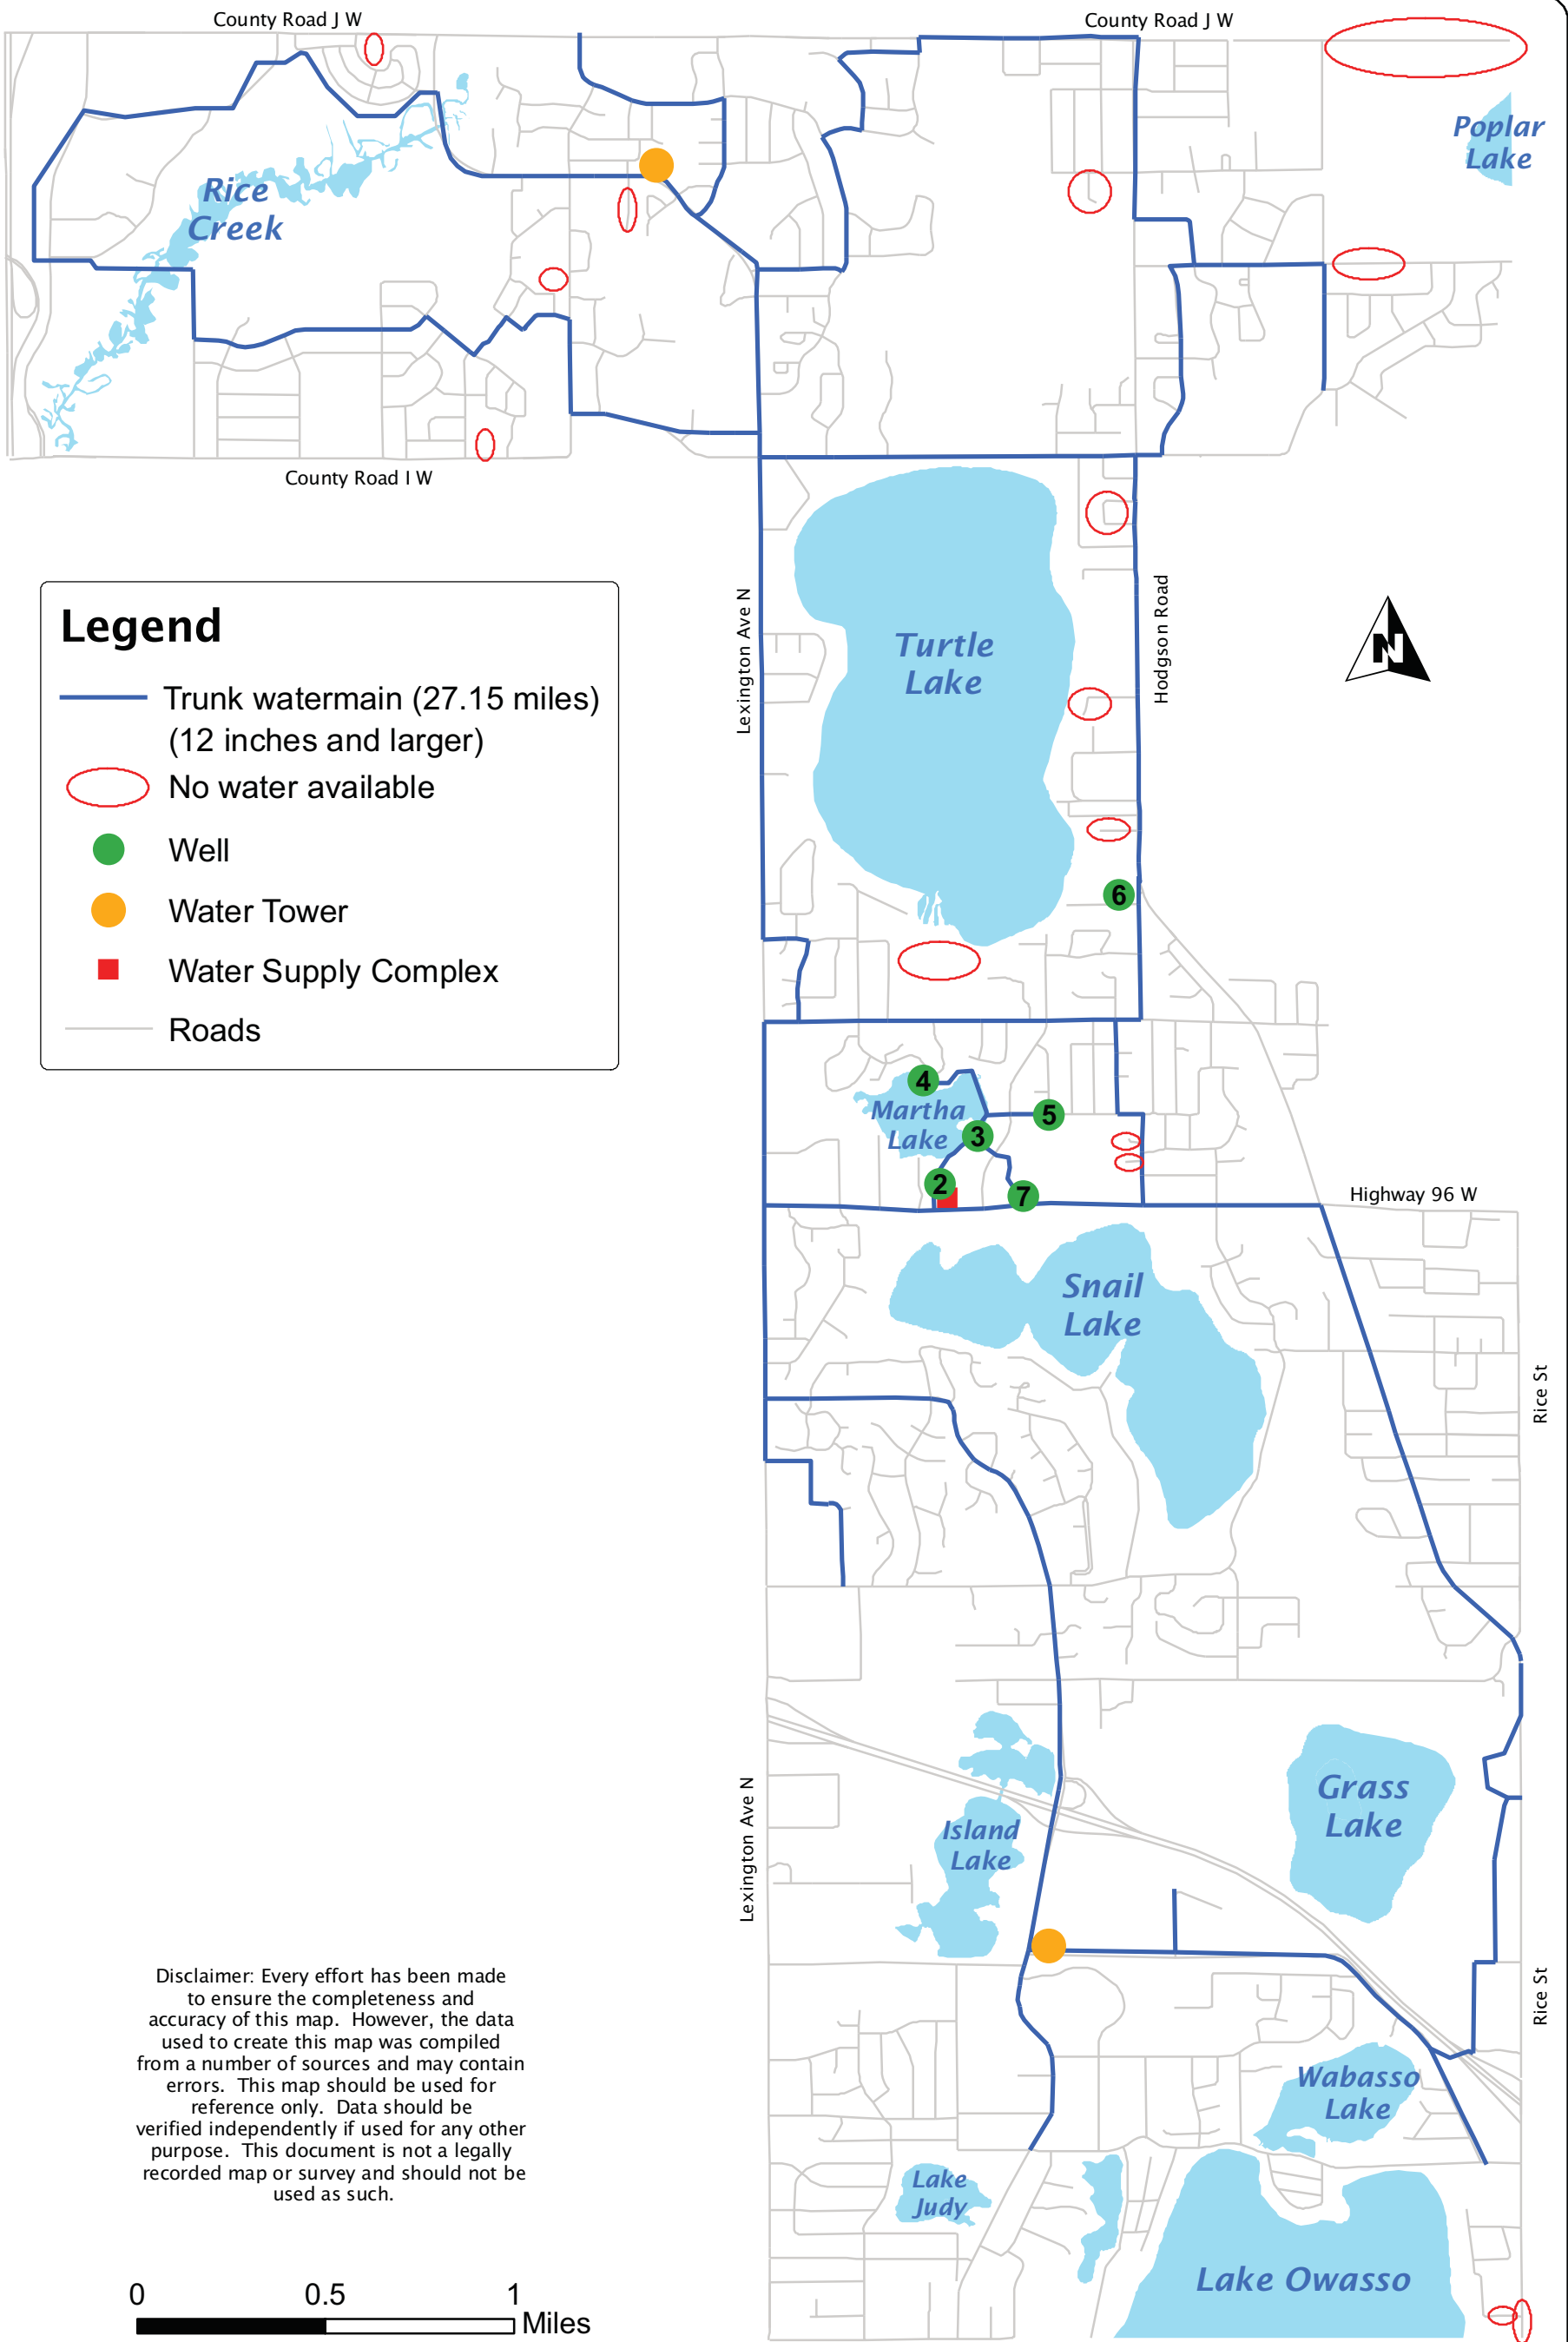 County Road J W
County Road J W
Poplar
Lake
Rice
Creek
County Road I W
Legend
Trunk watermain (27.15 miles)
(12 inches and larger)
No water available
Well
Water Tower
Water Supply Complex
Roads
Lexington Ave N
Turtle
Lake
Hodgson Road
N
6
4
Martha
Lake
5
3
2
7
Highway 96 W
Snail
Lake
Rice St
Lexington Ave N
Grass
Lake
Island
Lake
Rice St
Wabasso
Lake
Lake
Judy
Lake Owasso
Disclaimer: Every effort has been made
to ensure the completeness and
accuracy of this map. However, the data
used to create this map was compiled
from a number of sources and may contain
errors. This map should be used for
reference only. Data should be
verified independently if used for any other
purpose. This document is not a legally
recorded map or survey and should not be
used as such.
0 0.5 1
Miles